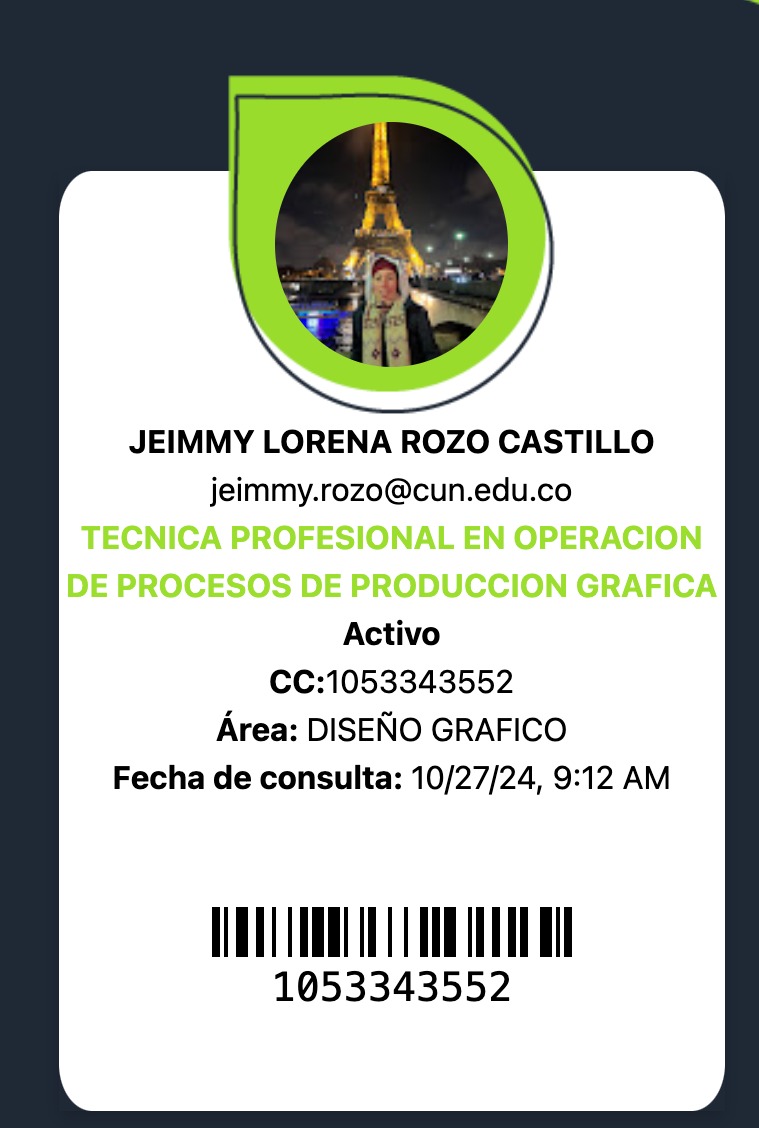 JEIMMY LORENA ROZO CASTILLO
jeimmy.rozo@cun.edu.co
TECNICA PROFESIONAL EN OPERACION
DE PROCESOS DE PRODUCCION GRAFICA
Activo
CC:1053343552
Área: DISEÑO GRAFICO
Fecha de consulta: 10/27/24, 9:12 AM
1053343552